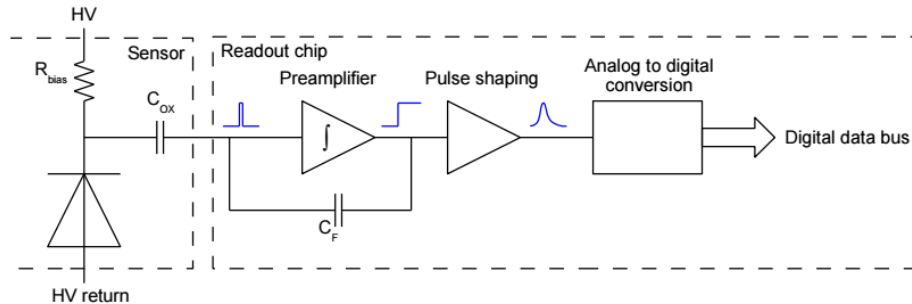 HV
Sensor
Readout chip
R_bias
C_OX
Preamplifier
∫
Pulse shaping
Analog to digital
conversion
Digital data bus
C_F
HV return